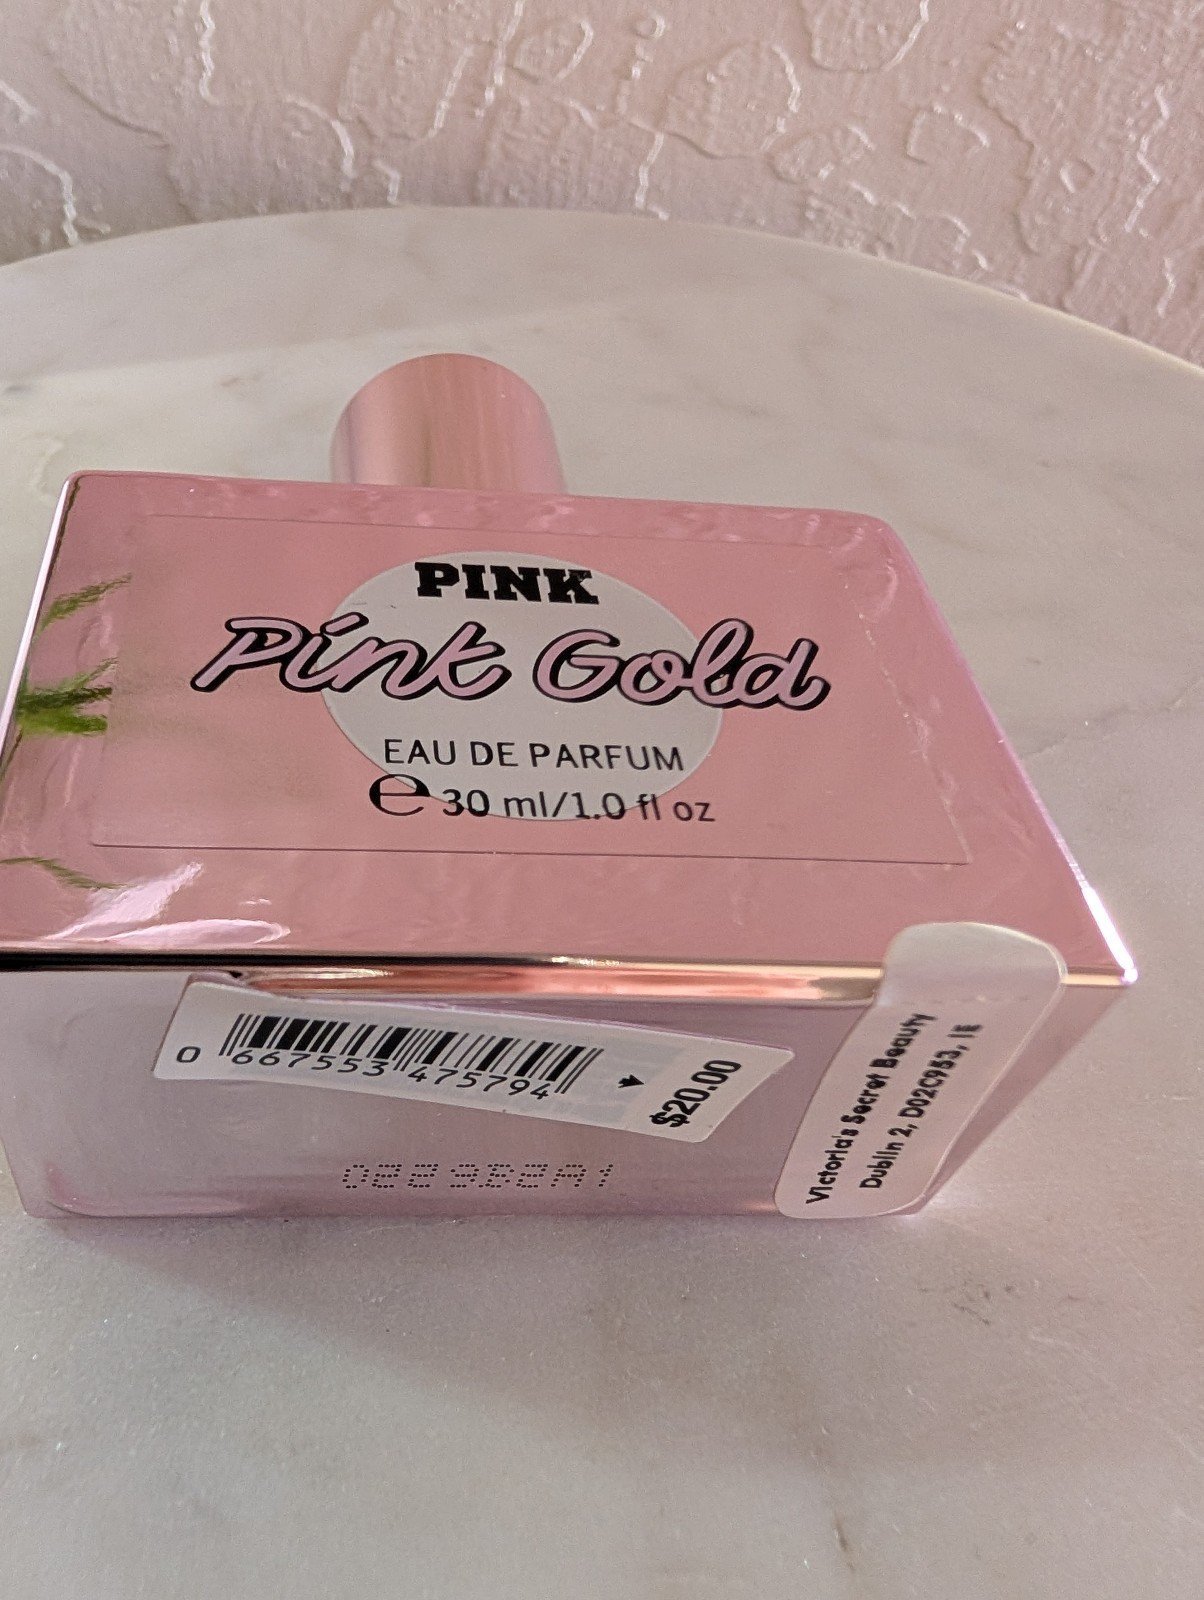 PINK
Pink Gold
EAU DE PARFUM
℮ 30 ml/1.0 fl oz
0 667553 475794
$20.00
Victoria's Secret Beauty
Dublin 2, D02C953, IE